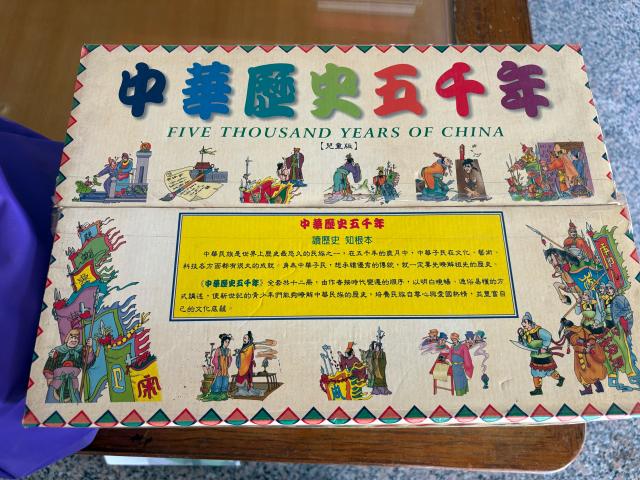 中華歷史五千年
FIVE THOUSAND YEARS OF CHINA
【兒童版】
中華歷史五千年
讀歷史 知根本
中華民族是世界上歷史最悠久的民族之一，在五千年的歲月中，中華子民在文化、藝術、
科技各方面都有很大的成就。身為中華子民，想承續優秀的傳統，就一定要先瞭解祖先的歷史。
《中華歷史五千年》全套共十二冊，由作者按時代變遷的順序，以明白曉暢、通俗易懂的方
式講述，使新世紀的青少年們能夠瞭解中華民族的歷史，培養民族自尊心與愛國熱情，並豐富自
己的文化底蘊。